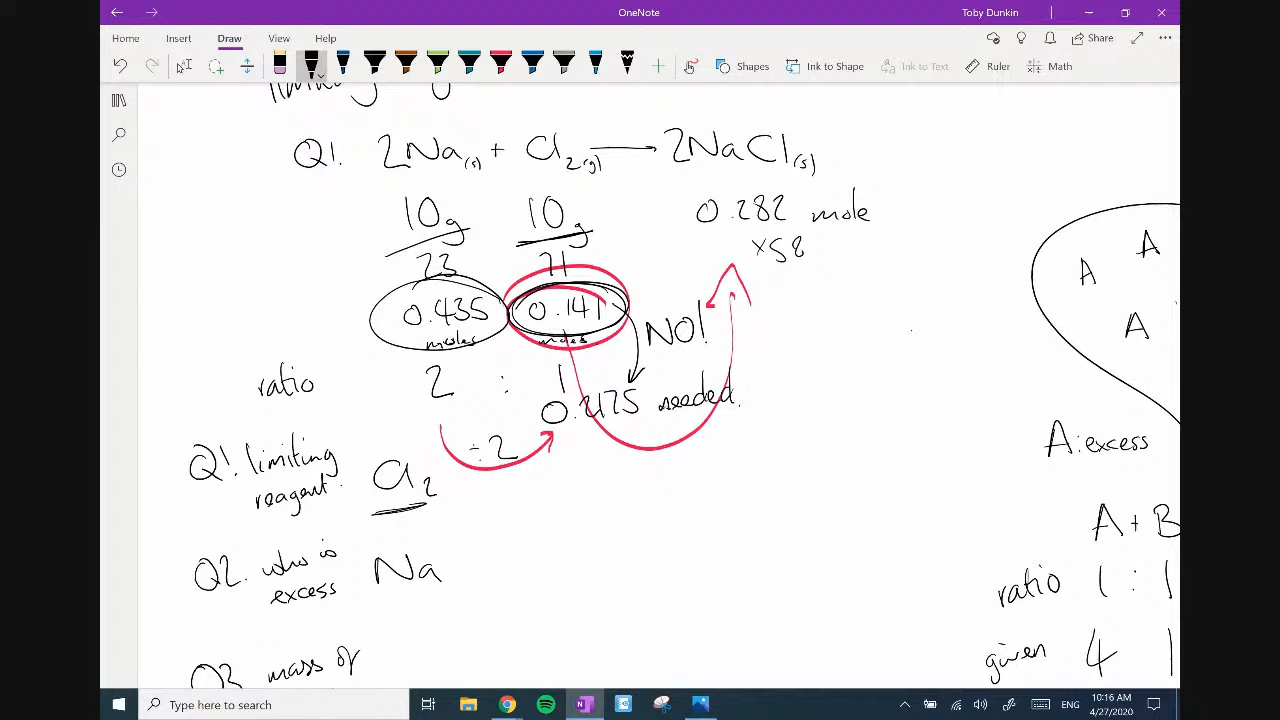 OneNote
Toby Dunkin
Home Insert Draw View Help
Share
Shapes Ink to Shape Ink to Text Ruler Math
limiting
Q1. 2Na(s) + Cl2(g) → 2NaCl(s)
10g 10g 0.282 mole
23 71 x58
0.435 0.141 NO!
moles moles
ratio 2 : 1
0.2175 needed.
÷2
Q1. limiting Cl2
reagent.
Q2. who is Na
excess
Q3 mass of
A
A
A
A:excess
A + B
ratio 1 : 1
given 4 1
Type here to search
ENG
10:16 AM
4/27/2020